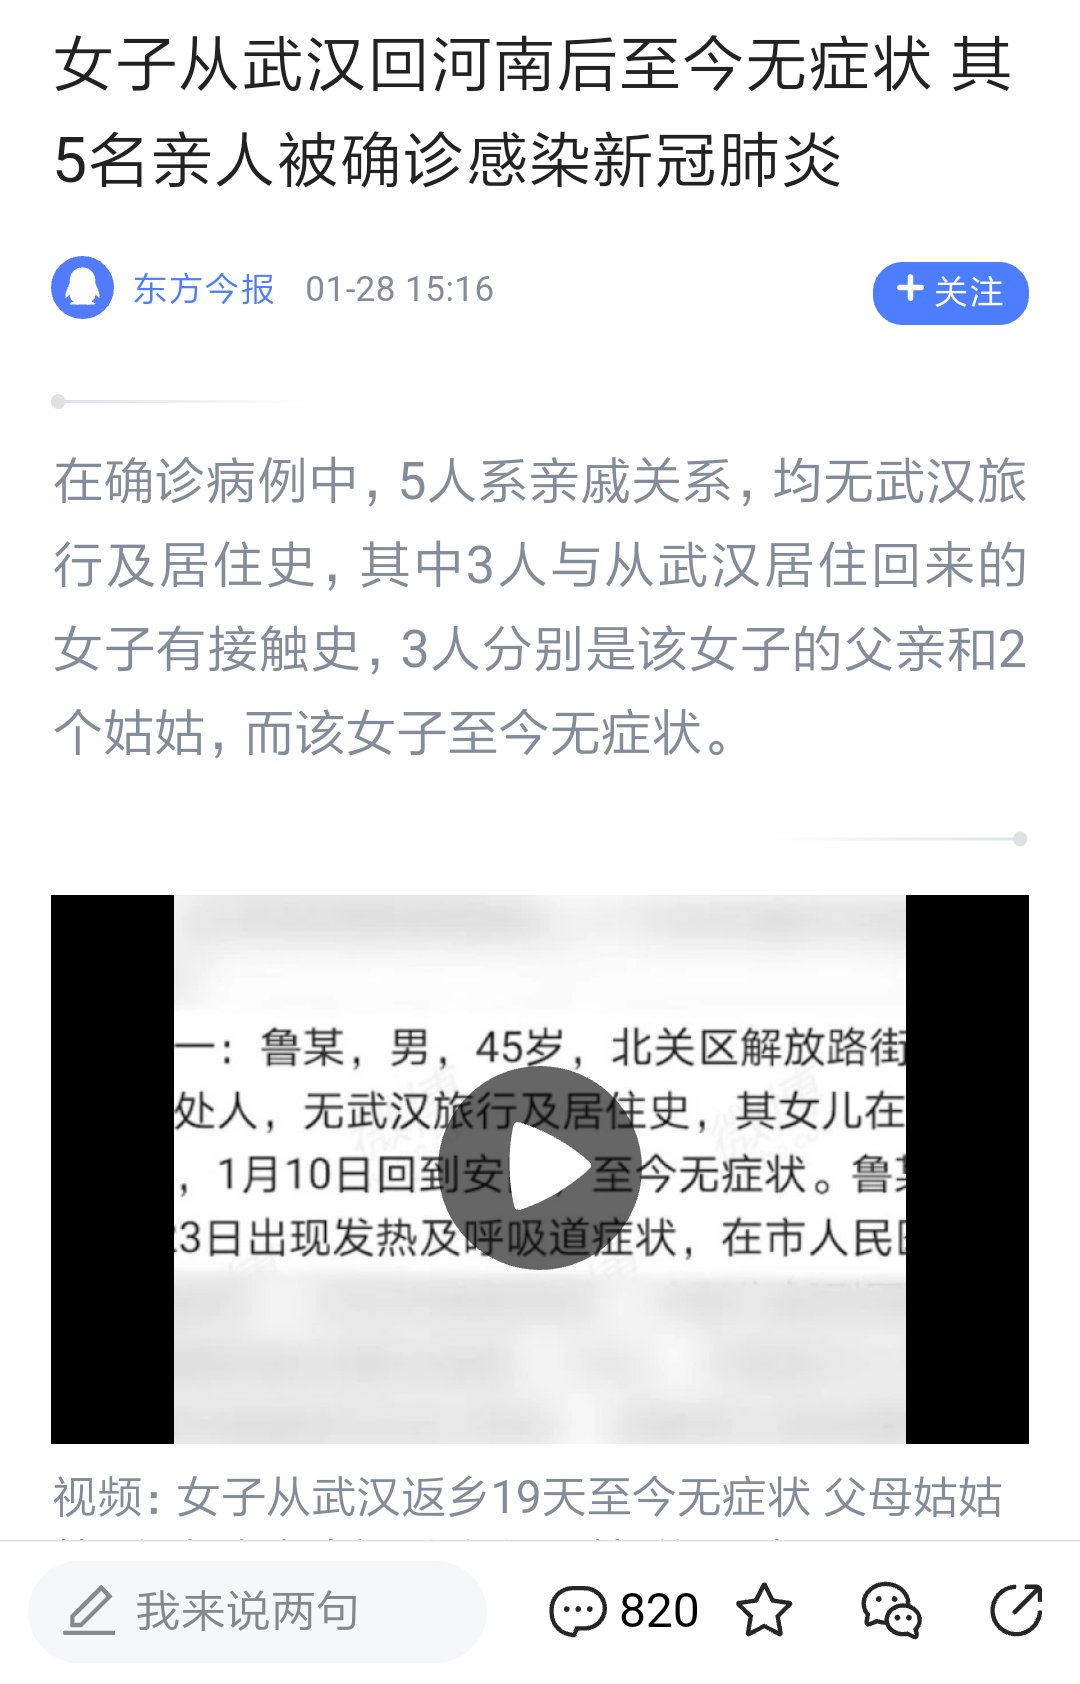 女子从武汉回河南后至今无症状 其
5名亲人被确诊感染新冠肺炎
东方今报 01-28 15:16
+ 关注
在确诊病例中，5人系亲戚关系，均无武汉旅
行及居住史，其中3人与从武汉居住回来的
女子有接触史，3人分别是该女子的父亲和2
个姑姑，而该女子至今无症状。
一：鲁某，男，45岁，北关区解放路街
处人，无武汉旅行及居住史，其女儿在
，1月10日回到安 至今无症状。鲁某
23日出现发热及呼吸道症状，在市人民医
视频：女子从武汉返乡19天至今无症状 父母姑姑
我来说两句 820